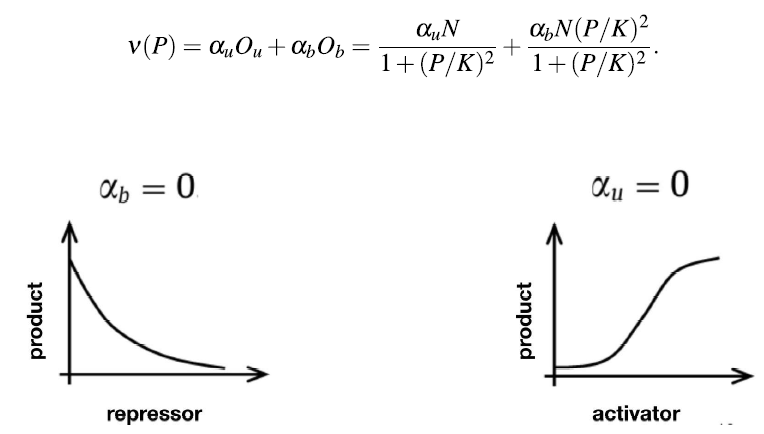 ν(P) = α_u O_u + α_b O_b = α_u N / 1 + (P/K)² + α_b N(P/K)² / 1 + (P/K)² .
α_b = 0
α_u = 0
product
product
repressor
activator